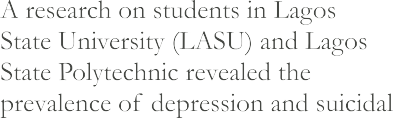 A research on students in Lagos
State University (LASU) and Lagos
State Polytechnic revealed the
prevalence of depression and suicidal